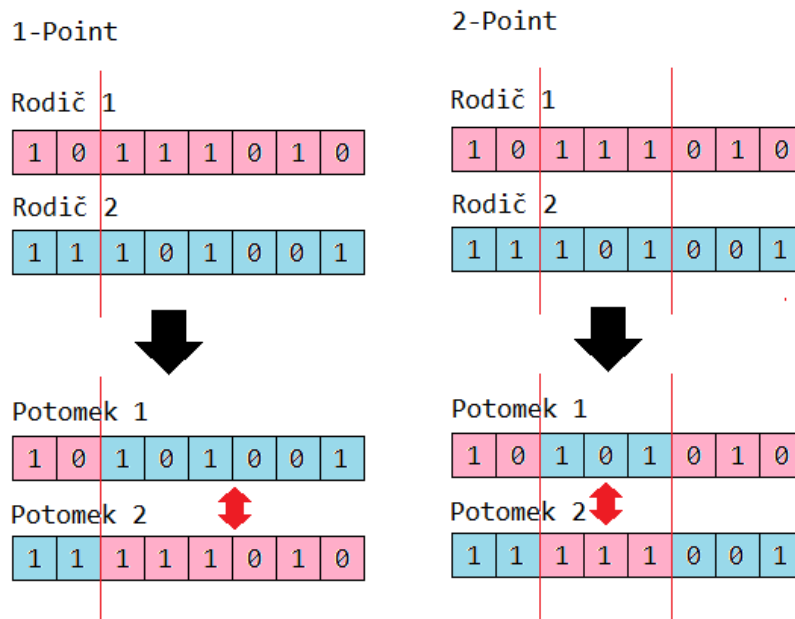 1-Point
Rodič 1
1 0 1 1 1 0 1 0
Rodič 2
1 1 1 0 1 0 0 1
Potomek 1
1 0 1 0 1 0 0 1
Potomek 2
1 1 1 1 1 0 1 0
2-Point
Rodič 1
1 0 1 1 1 0 1 0
Rodič 2
1 1 1 0 1 0 0 1
Potomek 1
1 0 1 0 1 0 1 0
Potomek 2
1 1 1 1 1 0 0 1